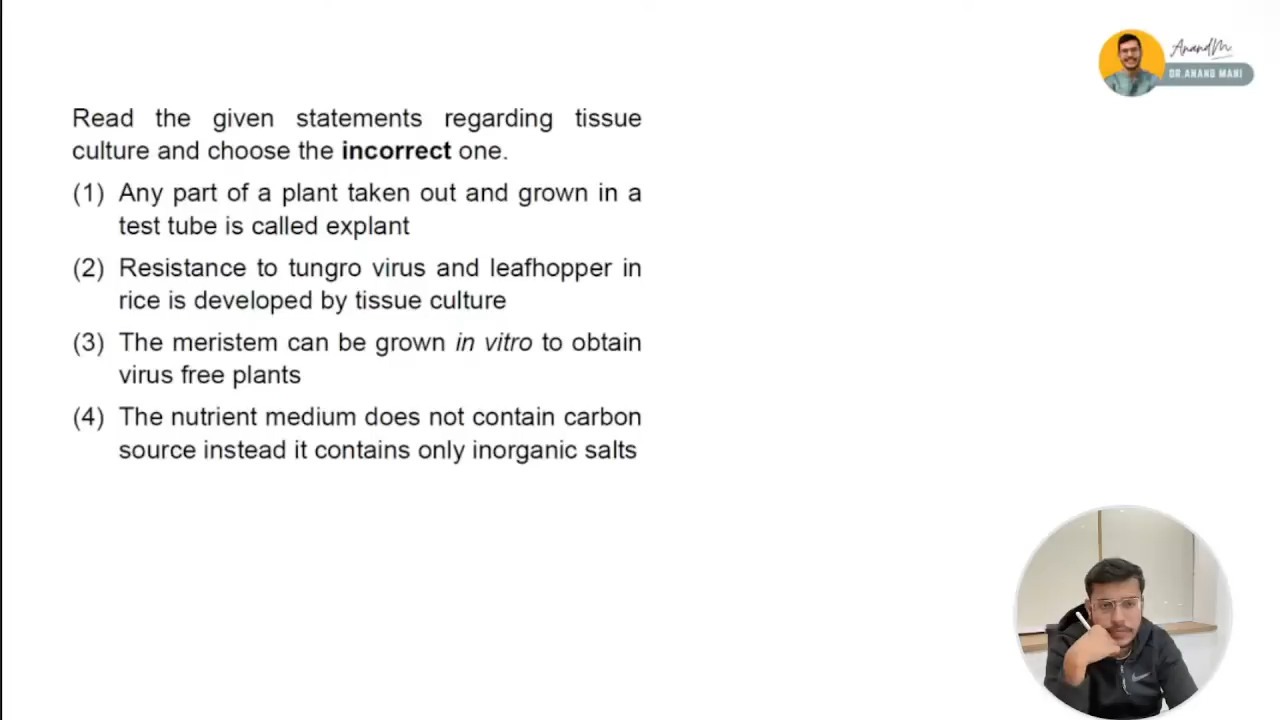 AnandM
DR.ANAND MANI
Read the given statements regarding tissue
culture and choose the incorrect one.
(1) Any part of a plant taken out and grown in a
test tube is called explant
(2) Resistance to tungro virus and leafhopper in
rice is developed by tissue culture
(3) The meristem can be grown in vitro to obtain
virus free plants
(4) The nutrient medium does not contain carbon
source instead it contains only inorganic salts